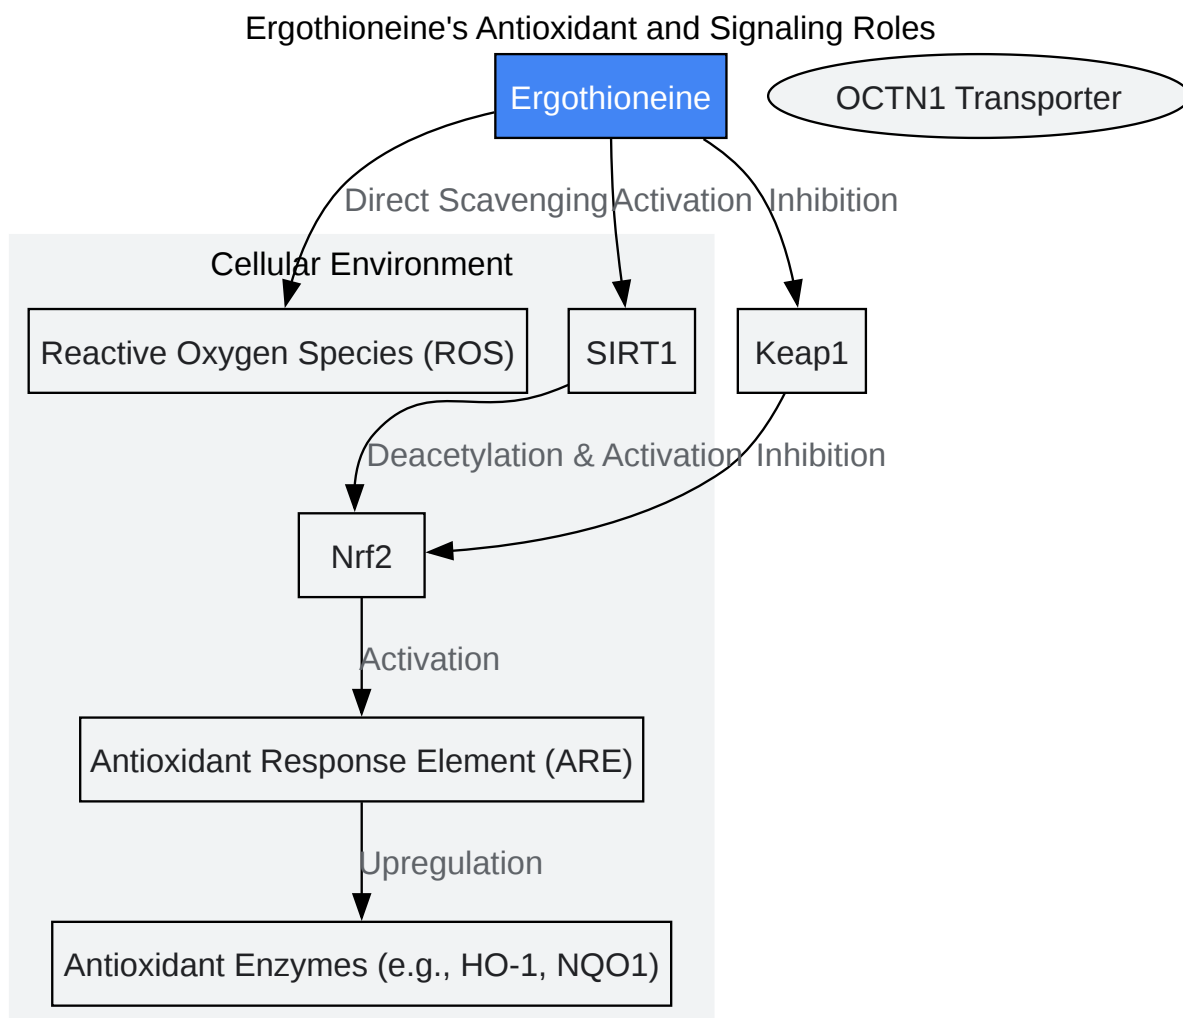 Ergothioneine's Antioxidant and Signaling Roles
Ergothioneine
OCTN1 Transporter
Direct Scavenging
Activation
Inhibition
Cellular Environment
Reactive Oxygen Species (ROS)
SIRT1
Keap1
Deacetylation & Activation
Inhibition
Nrf2
Activation
Antioxidant Response Element (ARE)
Upregulation
Antioxidant Enzymes (e.g., HO-1, NQO1)